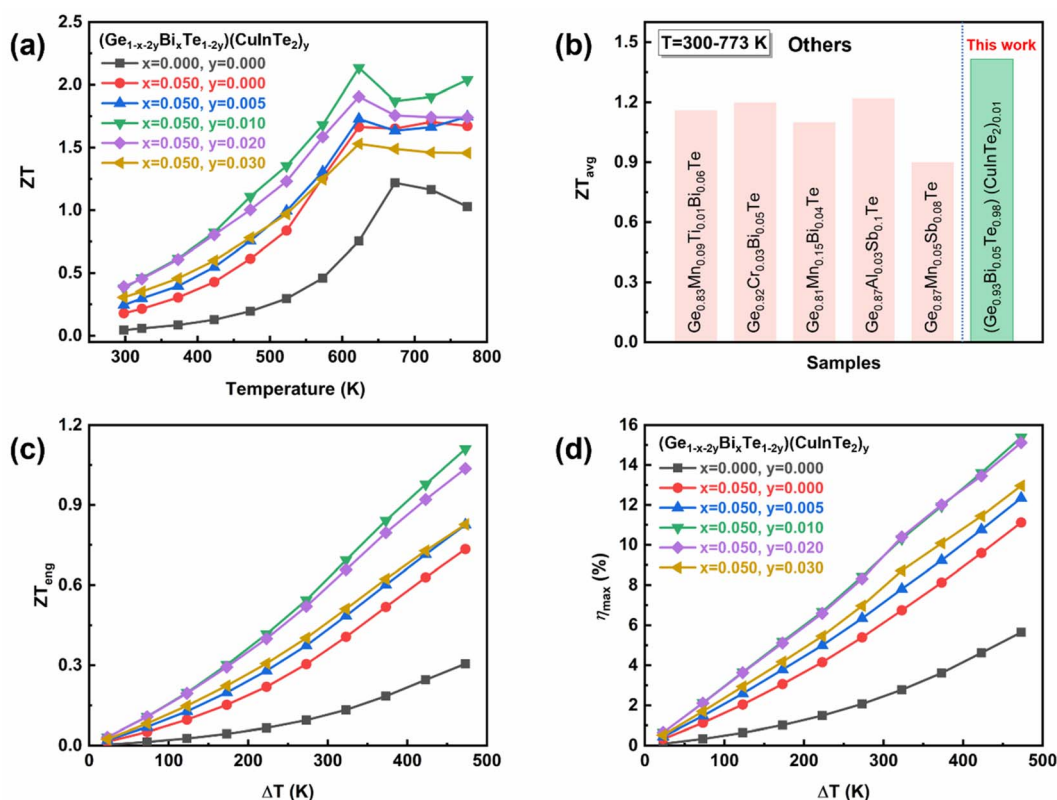 (a)
(Ge1-x-2yBixTe1-2y)(CuInTe2)y
x=0.000, y=0.000
x=0.050, y=0.000
x=0.050, y=0.005
x=0.050, y=0.010
x=0.050, y=0.020
x=0.050, y=0.030
ZT
2.5
2.0
1.5
1.0
0.5
0.0
300 400 500 600 700 800
Temperature (K)
(b)
T=300-773 K
Others
This work
ZTavg
1.5
1.2
0.9
0.6
0.3
0.0
Ge0.83Mn0.09Ti0.01Bi0.06Te
Ge0.92Cr0.03Bi0.05Te
Ge0.81Mn0.15Bi0.04Te
Ge0.87Al0.03Sb0.1Te
Ge0.87Mn0.05Sb0.08Te
(Ge0.93Bi0.05Te0.98) (CuInTe2)0.01
Samples
(c)
ZTeng
1.2
0.9
0.6
0.3
0.0
0 100 200 300 400 500
ΔT (K)
(d)
(Ge1-x-2yBixTe1-2y)(CuInTe2)y
x=0.000, y=0.000
x=0.050, y=0.000
x=0.050, y=0.005
x=0.050, y=0.010
x=0.050, y=0.020
x=0.050, y=0.030
ηmax (%)
16
14
12
10
8
6
4
2
0
0 100 200 300 400 500
ΔT (K)